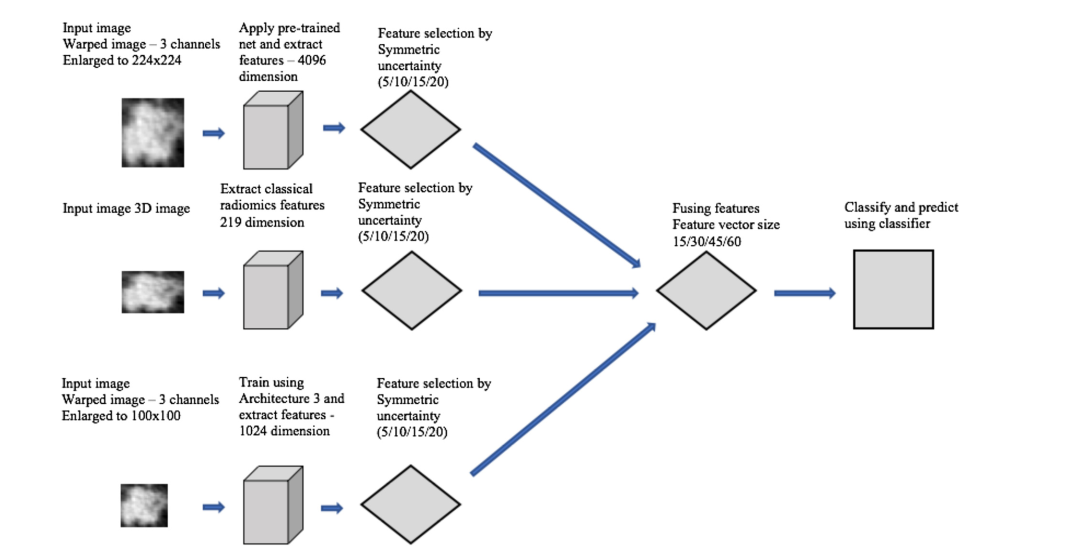 Input image
Warped image – 3 channels
Enlarged to 224x224
Apply pre-trained
net and extract
features – 4096
dimension
Feature selection by
Symmetric
uncertainty
(5/10/15/20)
Input image 3D image
Extract classical
radiomics features
219 dimension
Feature selection by
Symmetric
uncertainty
(5/10/15/20)
Fusing features
Feature vector size
15/30/45/60
Classify and predict
using classifier
Input image
Warped image – 3 channels
Enlarged to 100x100
Train using
Architecture 3 and
extract features -
1024 dimension
Feature selection by
Symmetric
uncertainty
(5/10/15/20)